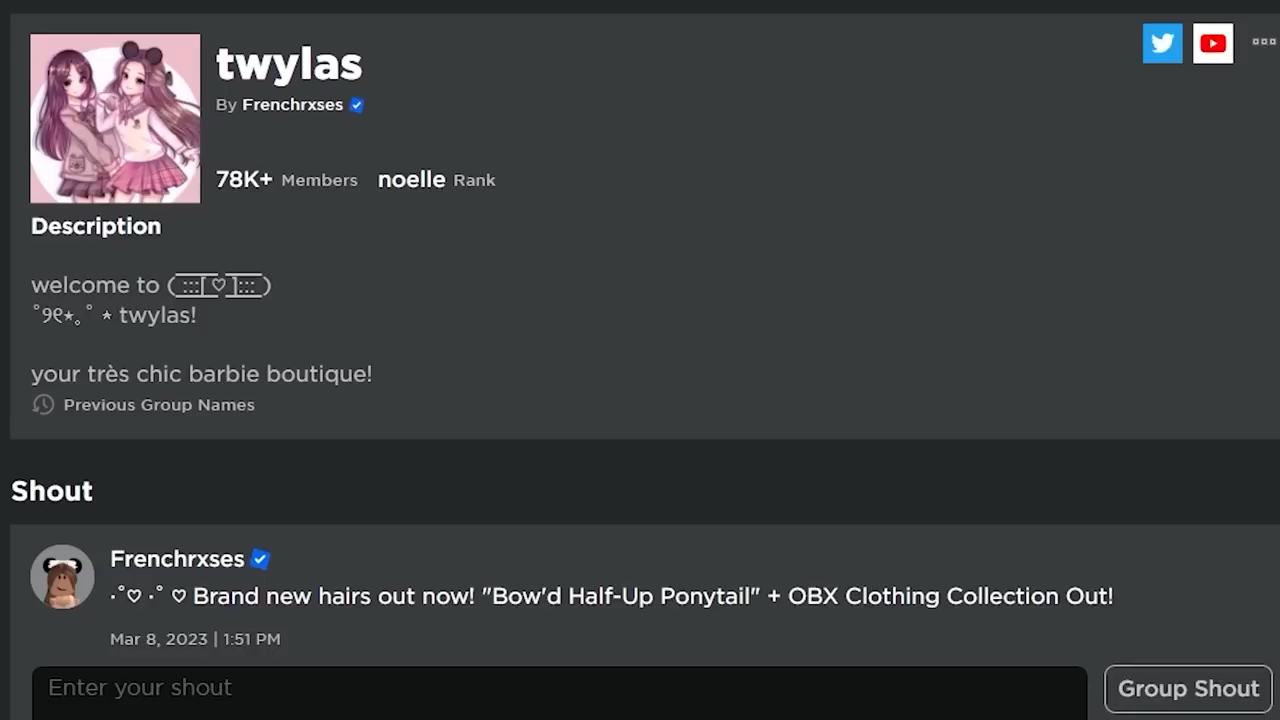 twylas
By Frenchrxses
78K+ Members noelle Rank
Description
welcome to (̲̅:̲̅:̲̅:̲̅[̲̅ ♡ ]̲̅:̲̅:̲̅:̲̅)
˚୨୧⋆｡˚ ⋆ twylas!
your très chic barbie boutique!
Previous Group Names
Shout
Frenchrxses
‧˚♡ ‧˚ ♡ Brand new hairs out now! "Bow'd Half-Up Ponytail" + OBX Clothing Collection Out!
Mar 8, 2023 | 1:51 PM
Enter your shout
Group Shout